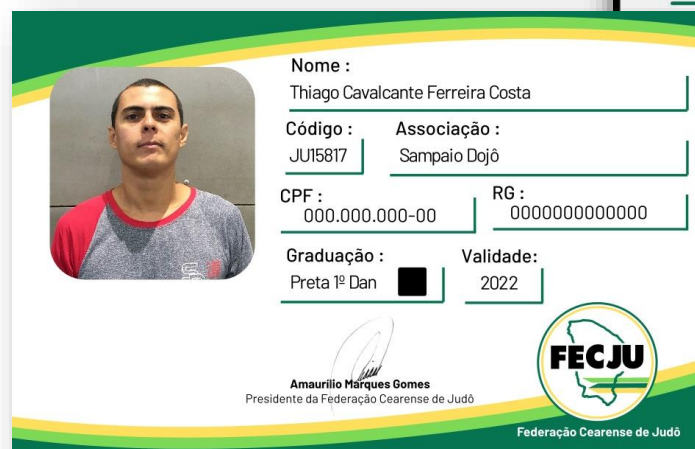 Nome :
Thiago Cavalcante Ferreira Costa
Código : Associação :
JU15817 Sampaio Dojô
CPF : RG :
000.000.000-00 0000000000000
Graduação : Validade:
Preta 1º Dan 2022
Amaurílio Marques Gomes
Presidente da Federação Cearense de Judô
FECJU
Federação Cearense de Judô